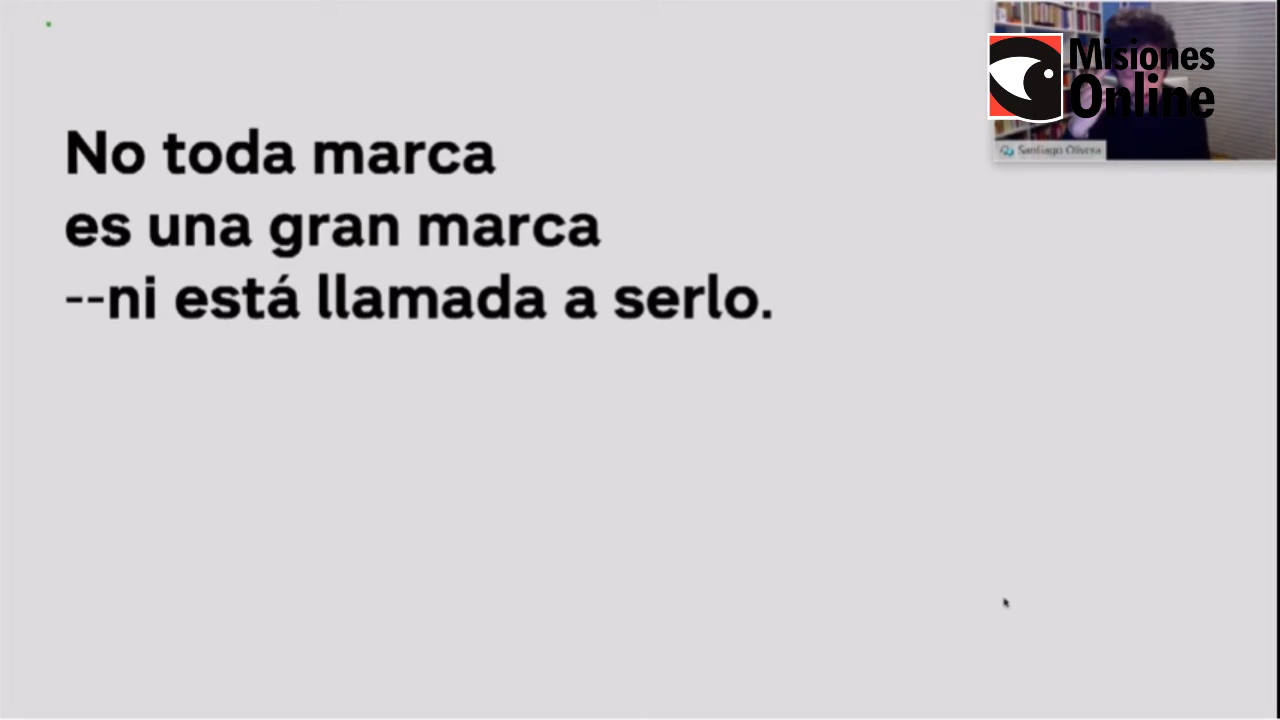 No toda marca
es una gran marca
--ni está llamada a serlo.
Misiones
Online
Santiago Olivera